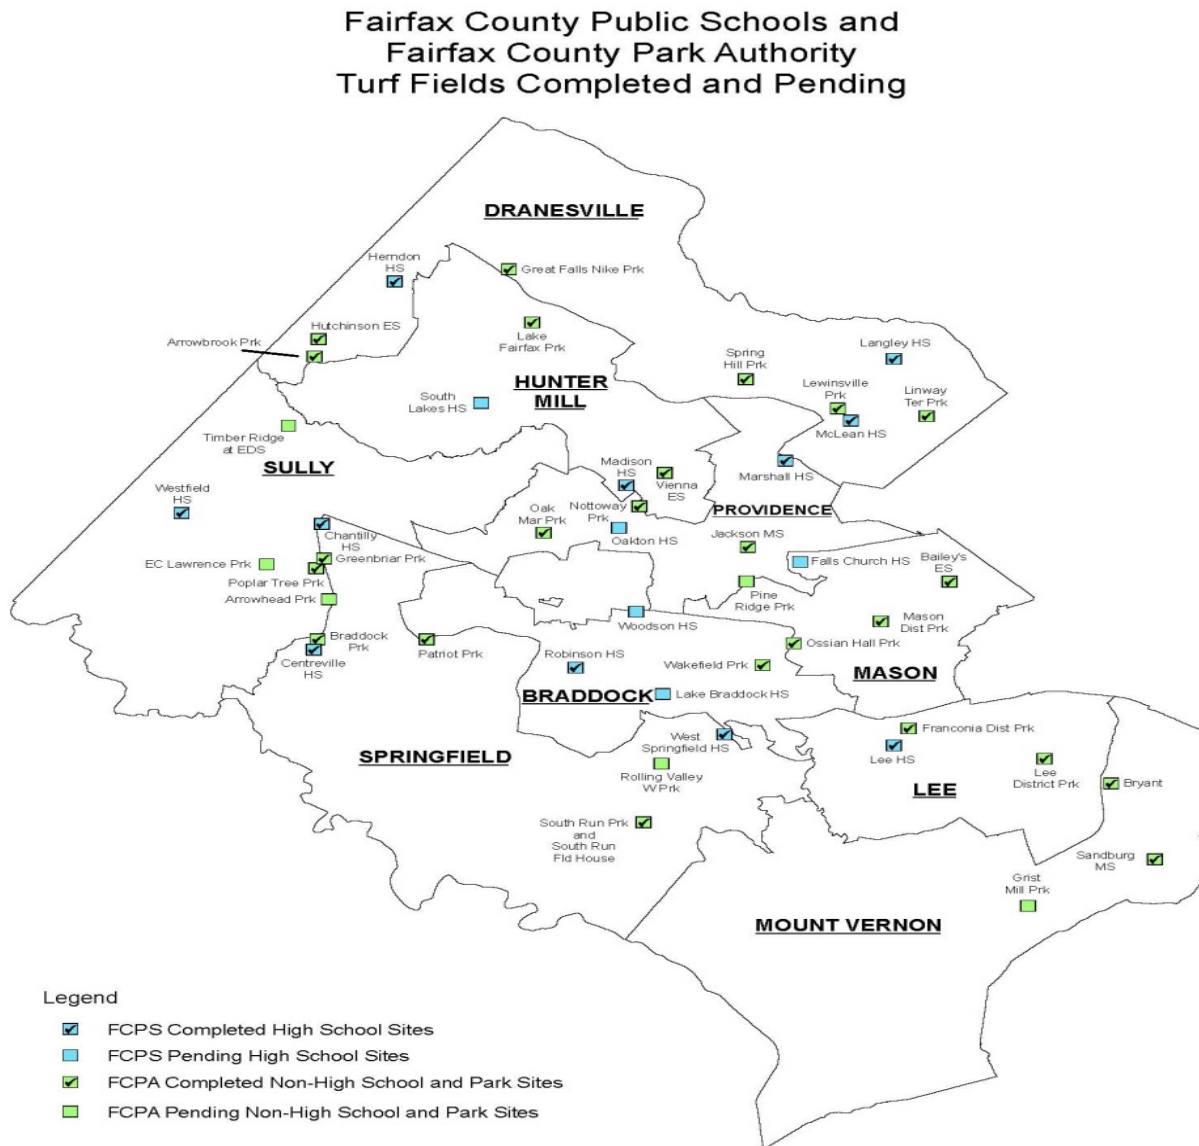 Fairfax County Public Schools and
Fairfax County Park Authority
Turf Fields Completed and Pending
DRANESVILLE
Herndon
HS
Great Falls Nike Prk
Hutchinson ES
Arrowbrook Prk
Lake
Fairfax Prk
Langley HS
Spring
Hill Prk
HUNTER
MILL
South
Lakes HS
Lewinsville
Prk
Linway
Ter Prk
McLean HS
Timber Ridge
at EDS
SULLY
Madison
HS
Vienna
ES
Marshall HS
Westfield
HS
Oak
Mar Prk
Nottoway
Prk
PROVIDENCE
Chantilly
HS
Oakton HS
Jackson MS
Greenbriar Prk
EC Lawrence Prk
Falls Church HS
Bailey's
ES
Poplar Tree Prk
Arrowhead Prk
Pine
Ridge Prk
Woodson HS
Mason
Dist Prk
Braddock
Prk
Centreville
HS
Patriot Prk
Ossian Hall Prk
Robinson HS
Wakefield Prk
MASON
BRADDOCK
Lake Braddock HS
West
Springfield HS
Franconia Dist Prk
Lee HS
SPRINGFIELD
Rolling Valley
W Prk
Lee
District Prk
LEE
Bryant
South Run Prk
and
South Run
Fld House
Sandburg
MS
Grist
Mill Prk
MOUNT VERNON
Legend
FCPS Completed High School Sites
FCPS Pending High School Sites
FCPA Completed Non-High School and Park Sites
FCPA Pending Non-High School and Park Sites